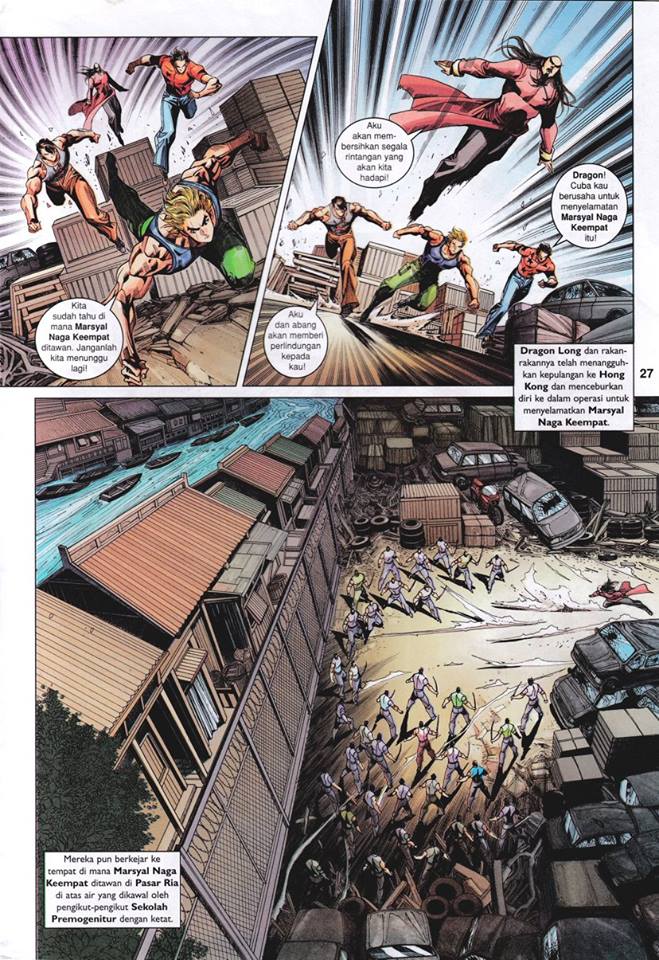 Kita
sudah tahu di
mana Marsyal
Naga Keempat
ditawan. Janganlah
kita menunggu
lagi!
Aku
akan mem-
bersihkan segala
rintangan yang
akan kita
hadapi!
Dragon!
Cuba kau
berusaha untuk
menyelamat
Marsyal Naga
Keempat
itu!
Aku
dan abang
akan memberi
perlindungan
kepada
kau!
Dragon Long dan rakan-
rakannya telah menangguh-
kan kepulangan ke Hong
Kong dan menceburkan
diri ke dalam operasi untuk
menyelamatkan Marsyal
Naga Keempat.
27
Mereka pun berkejar ke
tempat di mana Marsyal Naga
Keempat ditawan di Pasar Ria
di atas air yang dikawal oleh
pengikut-pengikut Sekolah
Premogenitur dengan ketat.